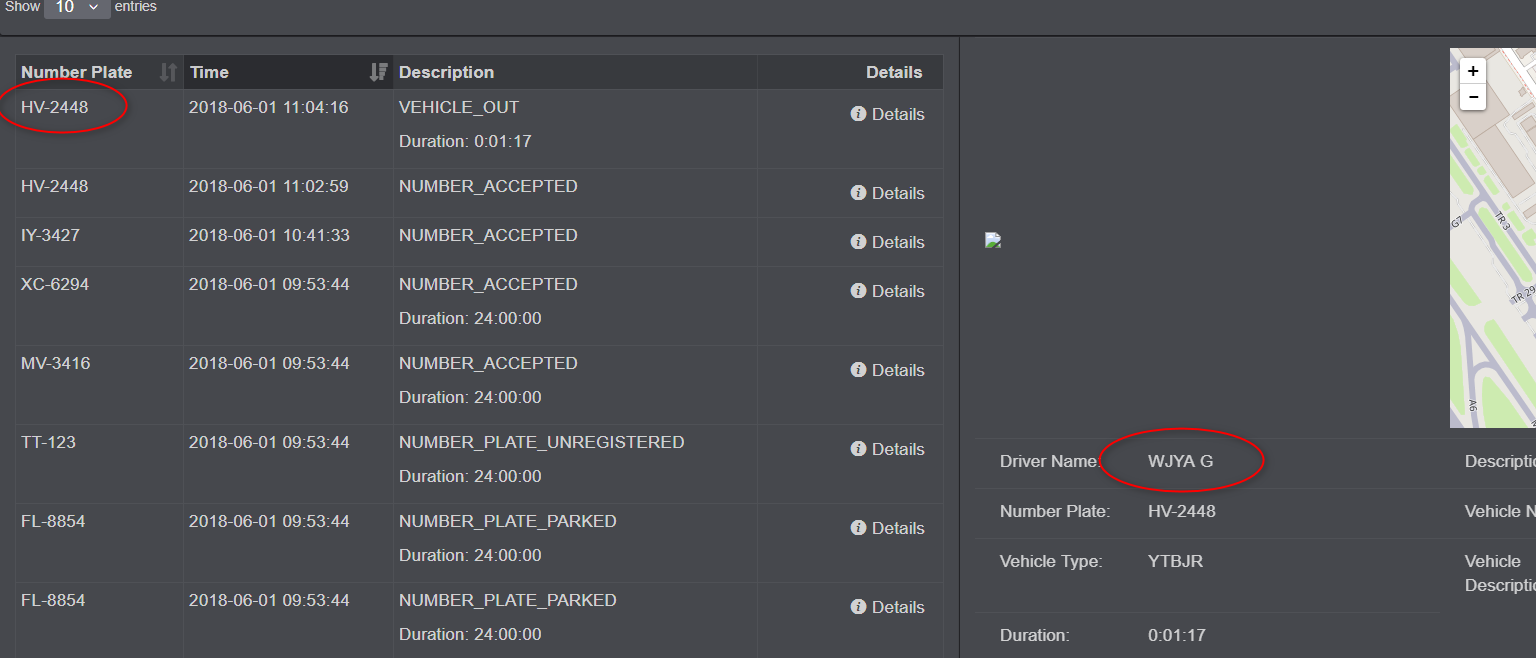 Show 10 entries
Number Plate Time Description Details
HV-2448 2018-06-01 11:04:16 VEHICLE_OUT Details
Duration: 0:01:17
HV-2448 2018-06-01 11:02:59 NUMBER_ACCEPTED Details
IY-3427 2018-06-01 10:41:33 NUMBER_ACCEPTED Details
XC-6294 2018-06-01 09:53:44 NUMBER_ACCEPTED Details
Duration: 24:00:00
MV-3416 2018-06-01 09:53:44 NUMBER_ACCEPTED Details
Duration: 24:00:00
TT-123 2018-06-01 09:53:44 NUMBER_PLATE_UNREGISTERED Details
Duration: 24:00:00
FL-8854 2018-06-01 09:53:44 NUMBER_PLATE_PARKED Details
Duration: 24:00:00
FL-8854 2018-06-01 09:53:44 NUMBER_PLATE_PARKED Details
Duration: 24:00:00
+
−
G7
TR 3
TR 29
A6
Driver Name: WJYA G Descriptio
Number Plate: HV-2448 Vehicle N
Vehicle Type: YTBJR Vehicle
Descriptio
Duration: 0:01:17